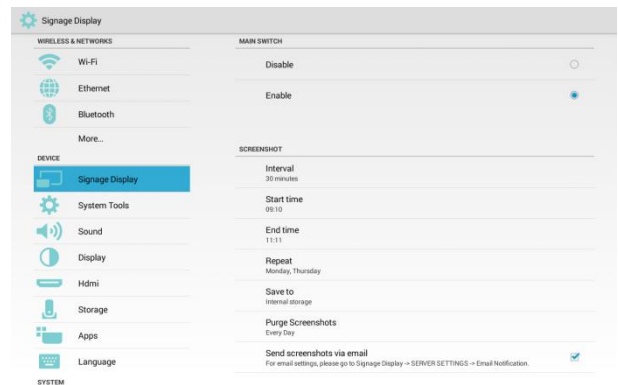 Signage Display
WIRELESS & NETWORKS
Wi-Fi
Ethernet
Bluetooth
More...
DEVICE
Signage Display
System Tools
Sound
Display
Hdmi
Storage
Apps
Language
SYSTEM
MAIN SWITCH
Disable
Enable
SCREENSHOT
Interval
30 minutes
Start time
09:10
End time
11:11
Repeat
Monday, Thursday
Save to
Internal storage
Purge Screenshots
Every Day
Send screenshots via email
For email settings, please go to Signage Display -> SERVER SETTINGS -> Email Notification.